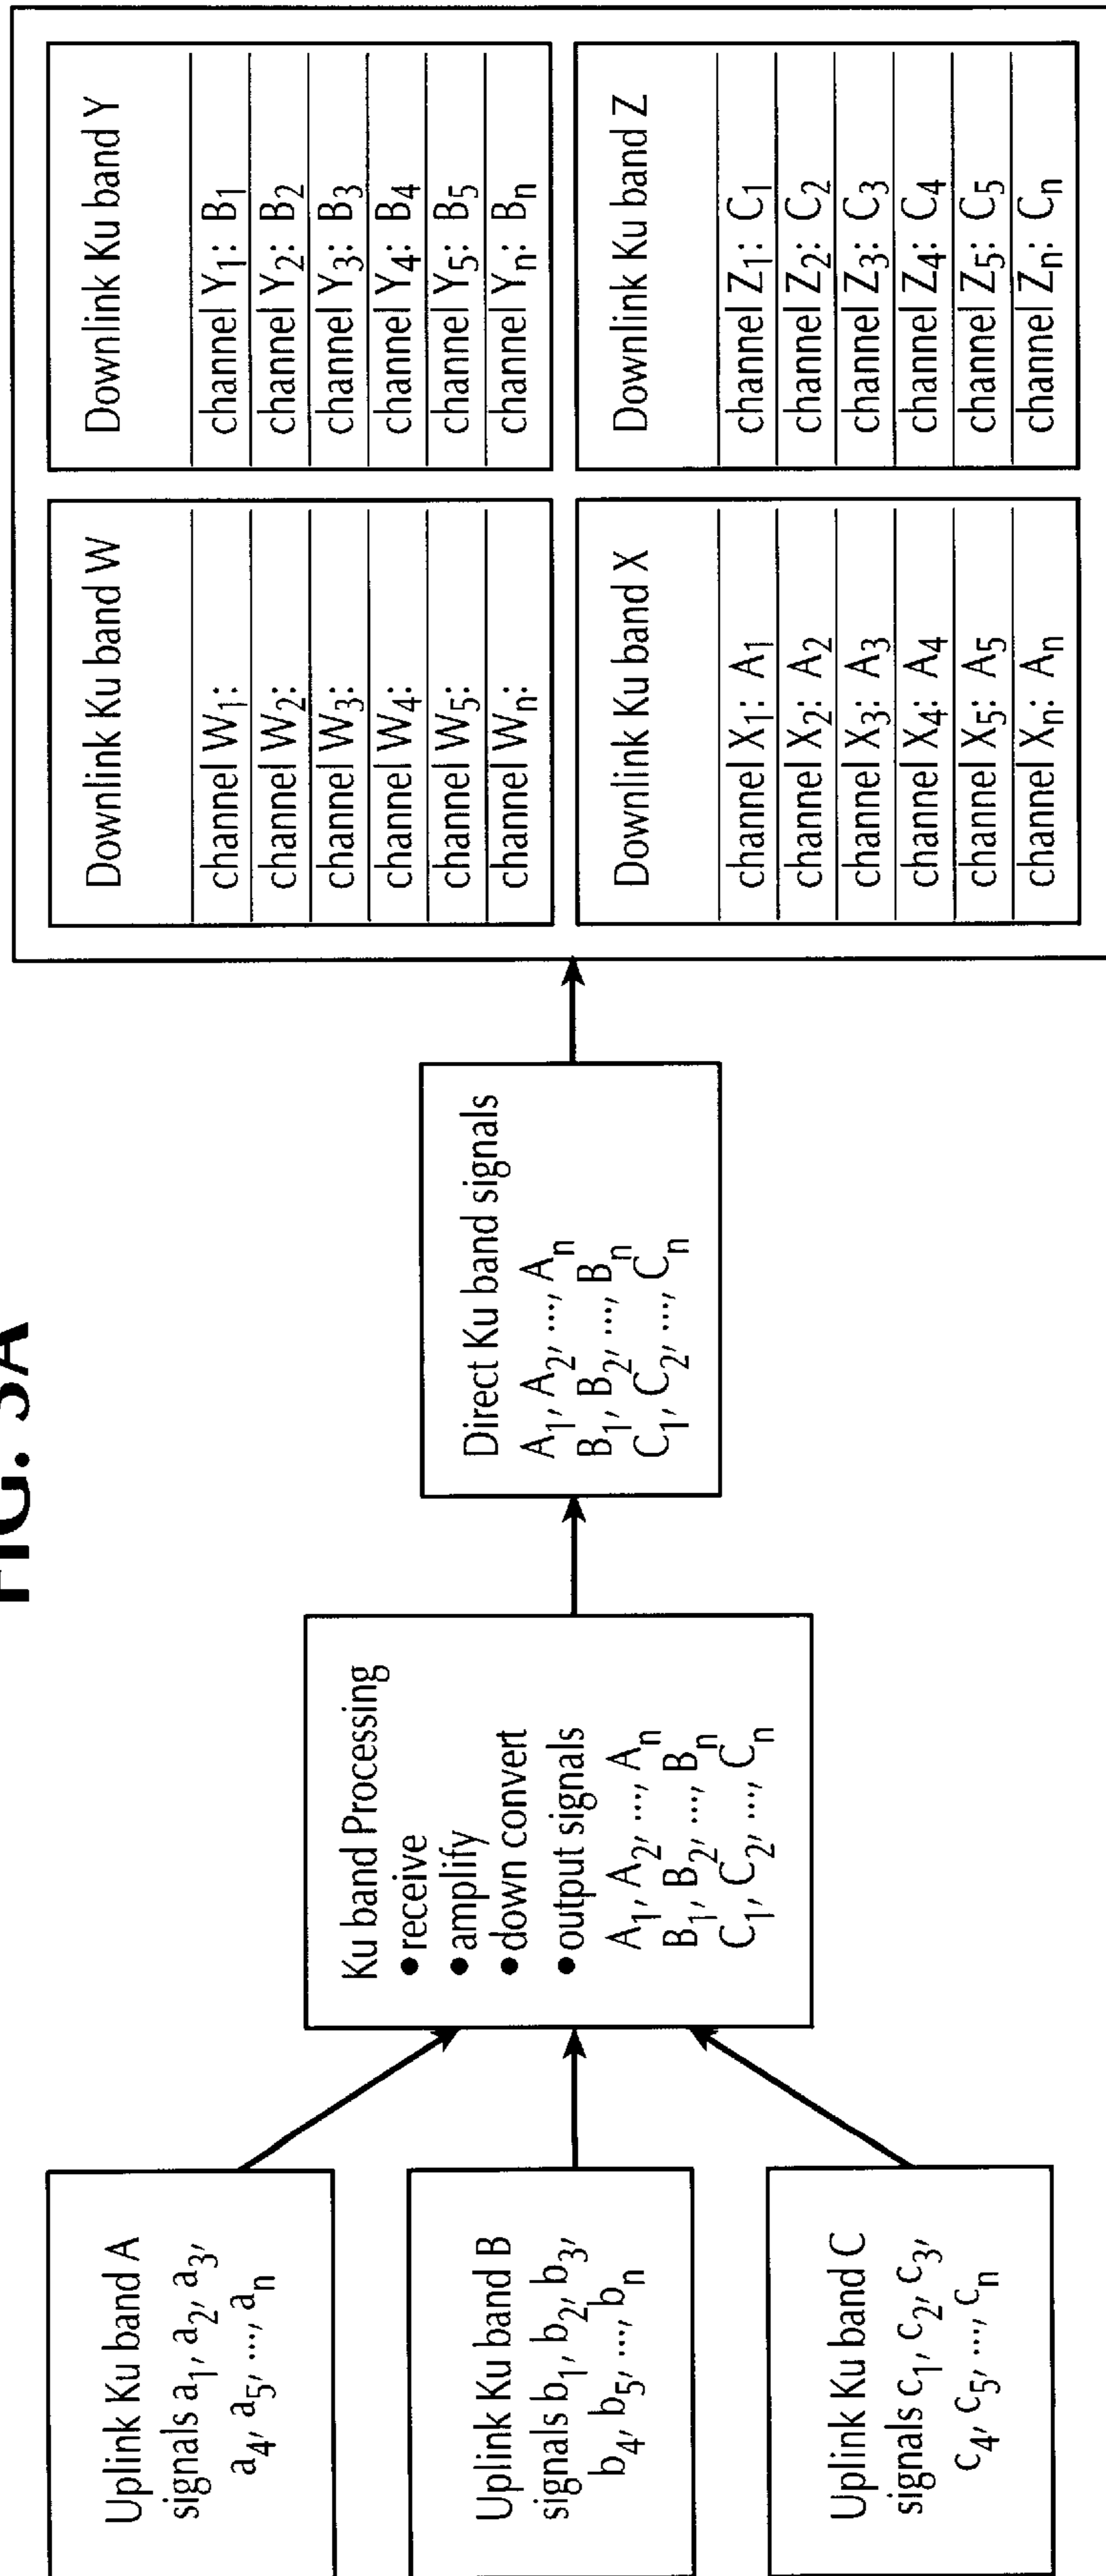 FIG. 3A
Uplink Ku band A
signals a₁, a₂, a₃,
a₄, a₅, ..., aₙ
Uplink Ku band B
signals b₁, b₂, b₃,
b₄, b₅, ..., bₙ
Uplink Ku band C
signals c₁, c₂, c₃,
c₄, c₅, ..., cₙ
Ku band Processing
•receive
•amplify
•down convert
•output signals
A₁, A₂, ..., Aₙ
B₁, B₂, ..., Bₙ
C₁, C₂, ..., Cₙ
Direct Ku band signals
A₁, A₂, ..., Aₙ
B₁, B₂, ..., Bₙ
C₁, C₂, ..., Cₙ
Downlink Ku band W
channel W₁:
channel W₂:
channel W₃:
channel W₄:
channel W₅:
channel Wₙ:
Downlink Ku band Y
channel Y₁: B₁
channel Y₂: B₂
channel Y₃: B₃
channel Y₄: B₄
channel Y₅: B₅
channel Yₙ: Bₙ
Downlink Ku band X
channel X₁: A₁
channel X₂: A₂
channel X₃: A₃
channel X₄: A₄
channel X₅: A₅
channel Xₙ: Aₙ
Downlink Ku band Z
channel Z₁: C₁
channel Z₂: C₂
channel Z₃: C₃
channel Z₄: C₄
channel Z₅: C₅
channel Zₙ: Cₙ